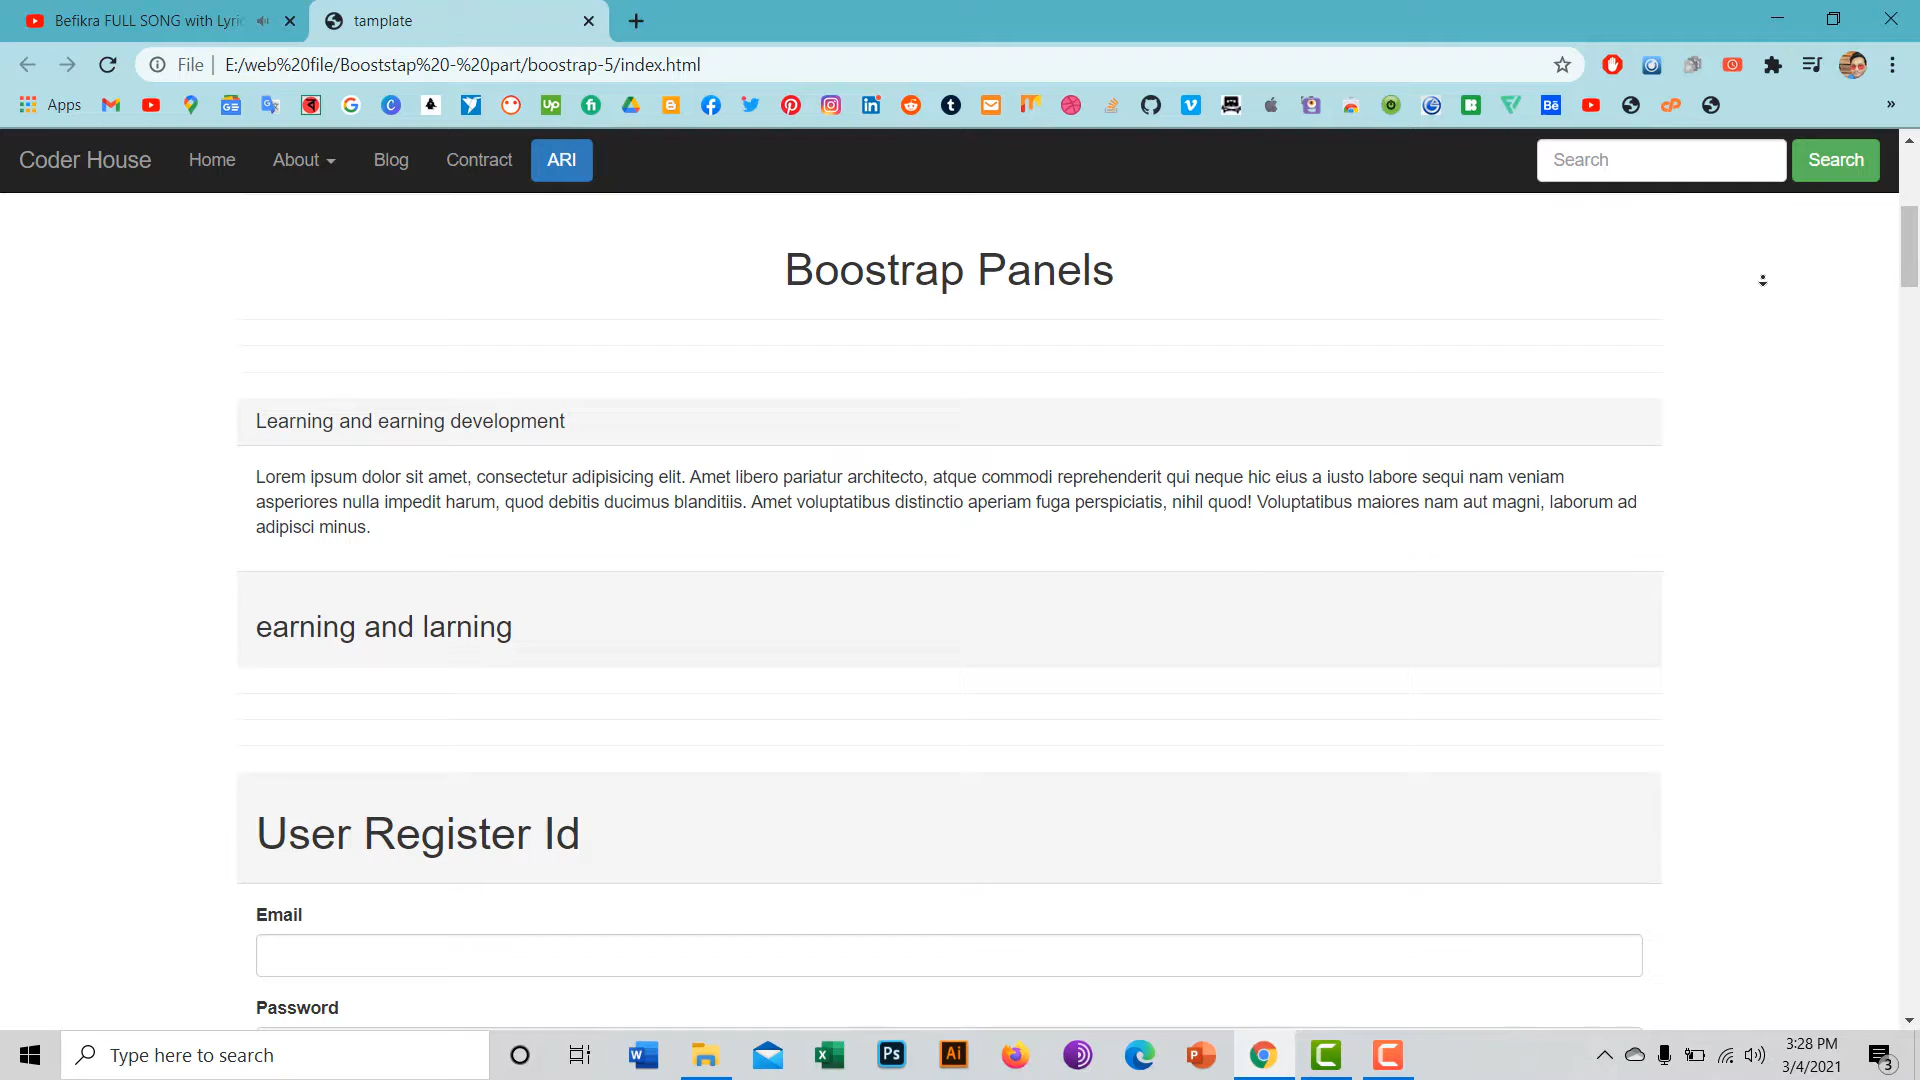 Befikra FULL SONG with Lyri
tamplate
File
E:/web%20file/Booststap%20-%20part/boostrap-5/index.html
Apps
Coder House
Home
About
Blog
Contract
ARI
Search
Search
Boostrap Panels
Learning and earning development
Lorem ipsum dolor sit amet, consectetur adipisicing elit. Amet libero pariatur architecto, atque commodi reprehenderit qui neque hic eius a iusto labore sequi nam veniam
asperiores nulla impedit harum, quod debitis ducimus blanditiis. Amet voluptatibus distinctio aperiam fuga perspiciatis, nihil quod! Voluptatibus maiores nam aut magni, laborum ad
adipisci minus.
earning and larning
User Register Id
Email
Password
Type here to search
3:28 PM
3/4/2021
3